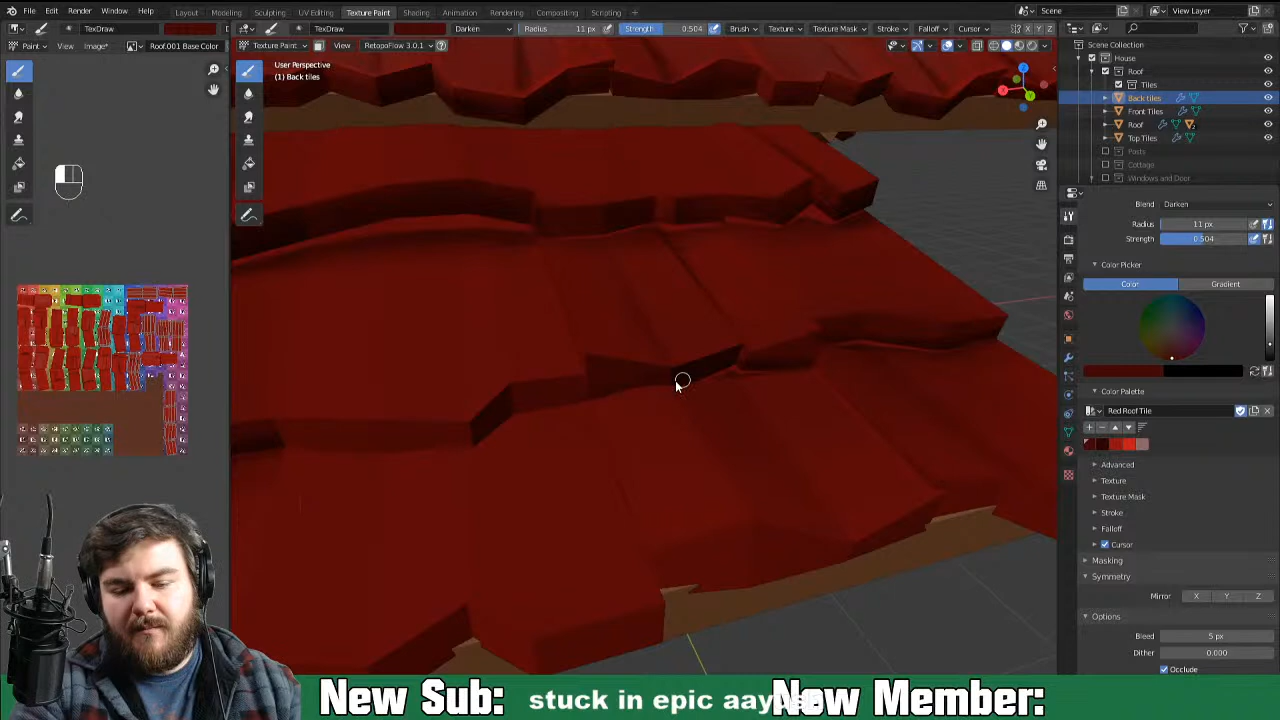 File Edit Render Window Help Layout Modeling Sculpting UV Editing Texture Paint Shading Animation Rendering Compositing Scripting Scene View Layer
TexDraw TexDraw Darken Radius 11 px Strength 0.504 Brush Texture Texture Mask Stroke Falloff Cursor
Paint View Image* Roof.001 Base Color Texture Paint View RetopoFlow 3.0.1
User Perspective
(1) Back tiles
Scene Collection
House
Roof
Tiles
Back tiles
Front Tiles
Roof
Top Tiles
Posts
Cottage
Windows and Door
Blend Darken
Radius 11 px
Strength 0.504
Color Picker
Color Gradient
Color Palette
Red Roof Tile
Advanced
Texture
Texture Mask
Stroke
Falloff
Cursor
Masking
Symmetry
Mirror X Y Z
Options
Bleed 5 px
Dither 0.000
Occlude
New Sub: stuck in epic aayu New Member: